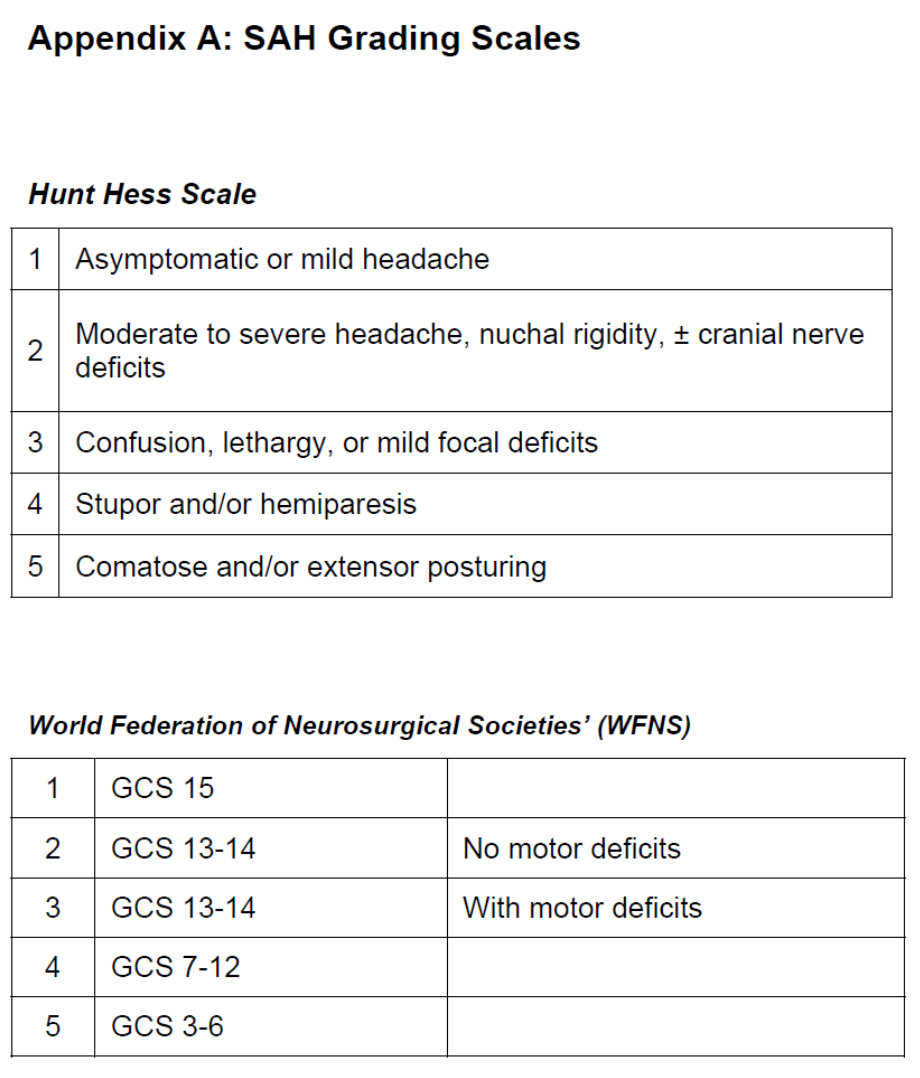 Appendix A: SAH Grading Scales
Hunt Hess Scale
1 Asymptomatic or mild headache
2 Moderate to severe headache, nuchal rigidity, ± cranial nerve
deficits
3 Confusion, lethargy, or mild focal deficits
4 Stupor and/or hemiparesis
5 Comatose and/or extensor posturing
World Federation of Neurosurgical Societies’ (WFNS)
1 GCS 15
2 GCS 13-14 No motor deficits
3 GCS 13-14 With motor deficits
4 GCS 7-12
5 GCS 3-6